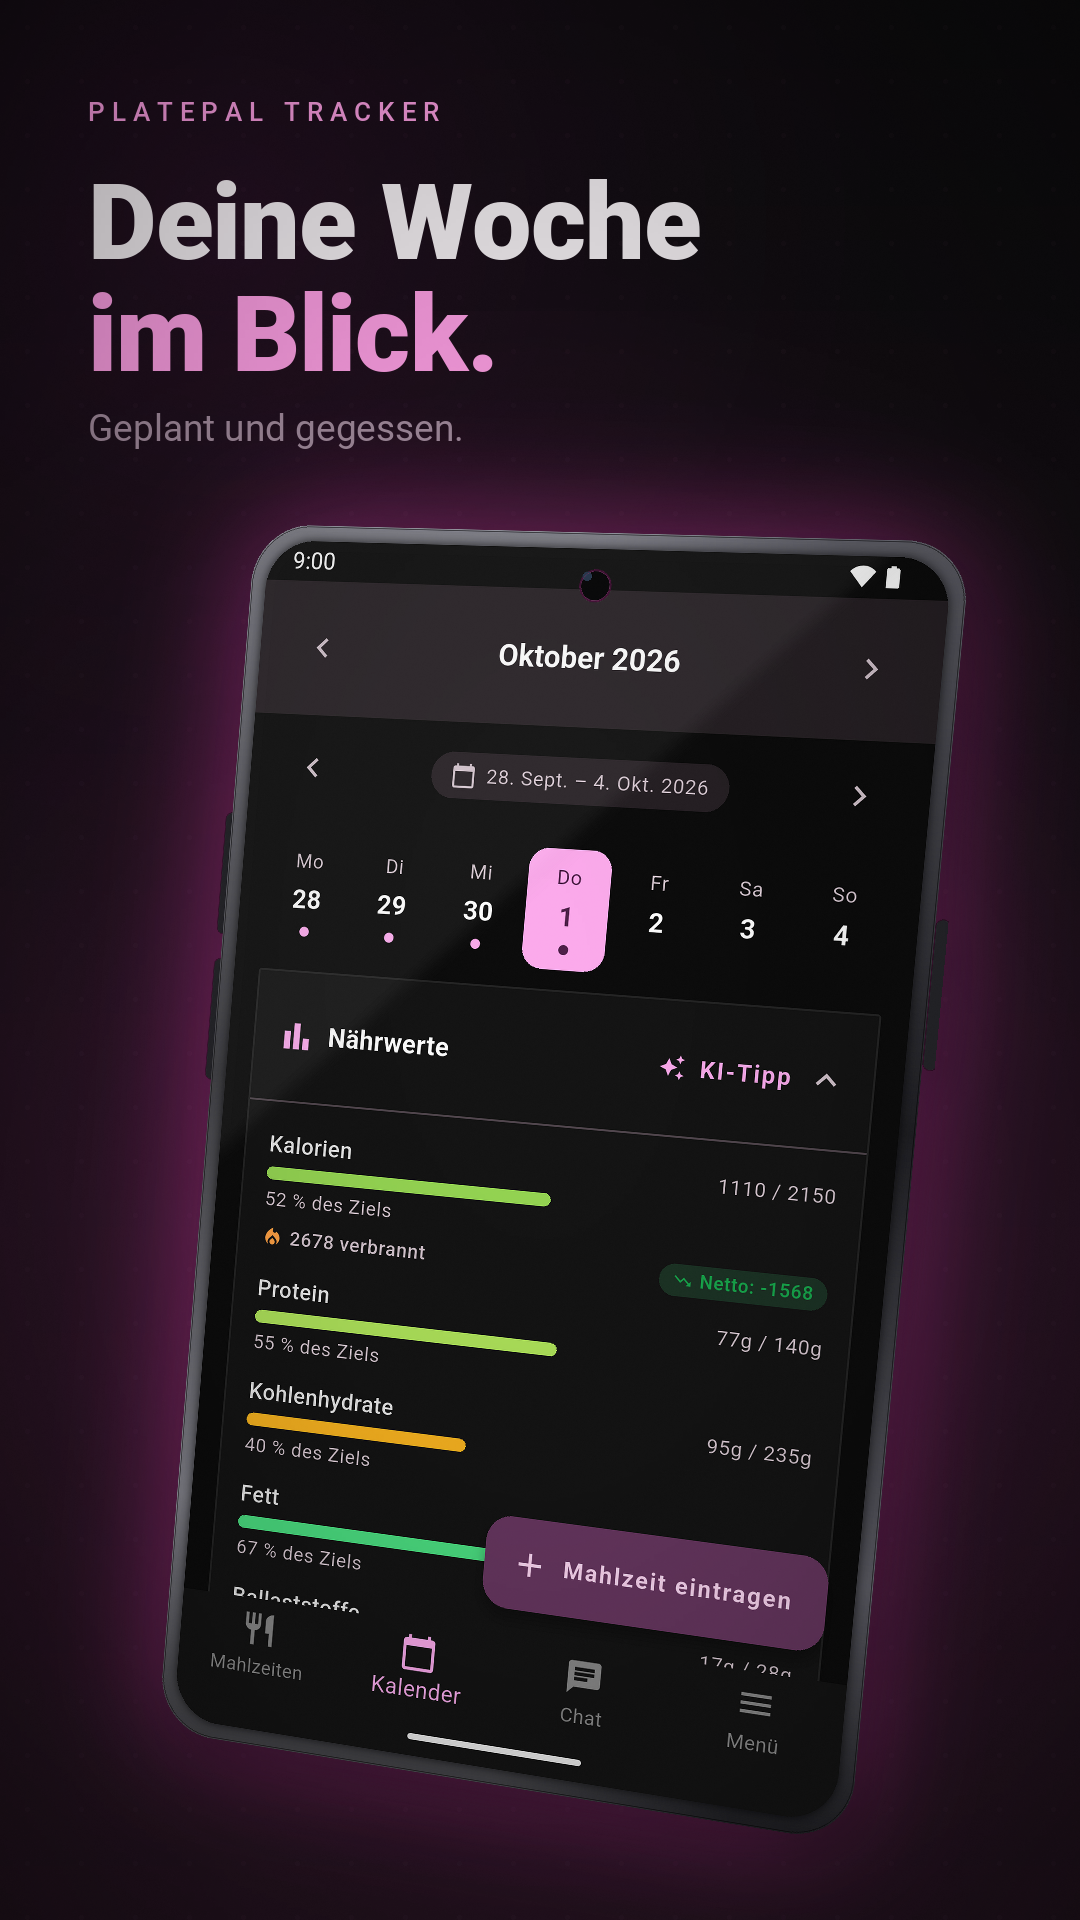 PLATEPAL TRACKER
Deine Woche
im Blick.
Geplant und gegessen.
9:00
Oktober 2026
28. Sept. – 4. Okt. 2026
Mo Di Mi Do Fr Sa So
28 29 30 1 2 3 4
Nährwerte
KI-Tipp
Kalorien
1110 / 2150
52 % des Ziels
2678 verbrannt
Netto: -1568
Protein
77g / 140g
55 % des Ziels
Kohlenhydrate
95g / 235g
40 % des Ziels
Fett
67 % des Ziels
Mahlzeit eintragen
Ballaststoffe
17g / 28g
Mahlzeiten
Kalender
Chat
Menü